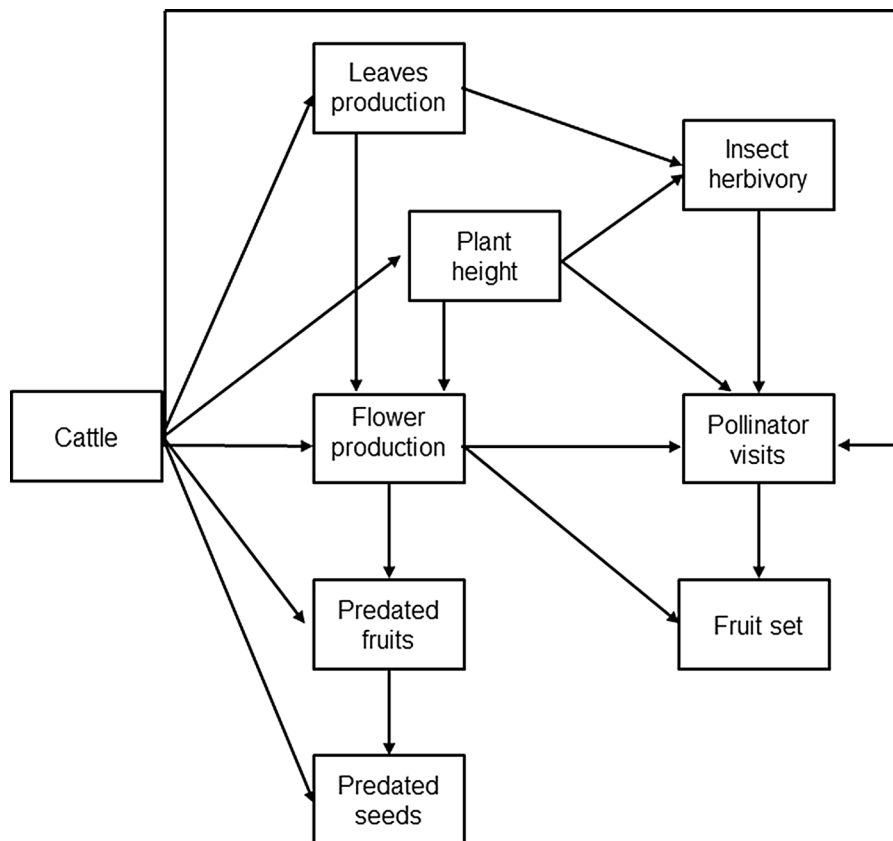 Leaves
production
Insect
herbivory
Plant
height
Cattle
Flower
production
Pollinator
visits
Predated
fruits
Fruit set
Predated
seeds